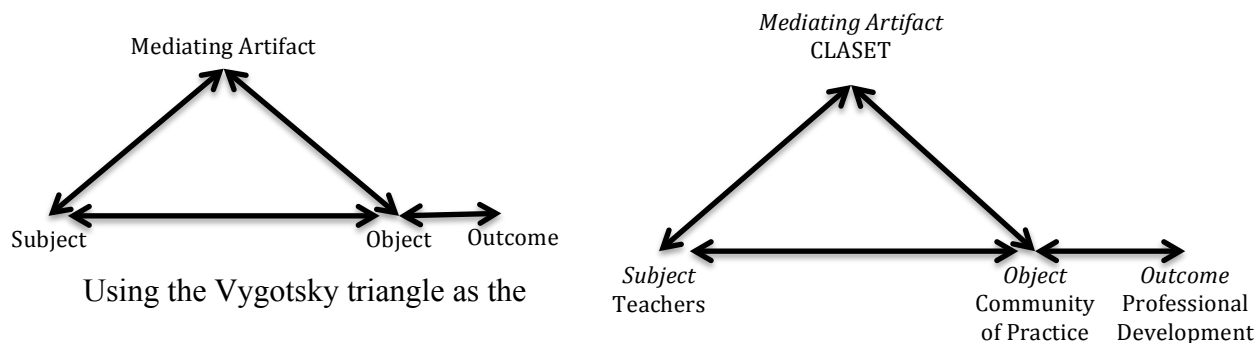 Mediating Artifact
Subject
Object
Outcome
Using the Vygotsky triangle as the
Mediating Artifact
CLASET
Subject
Teachers
Object
Community
of Practice
Outcome
Professional
Development